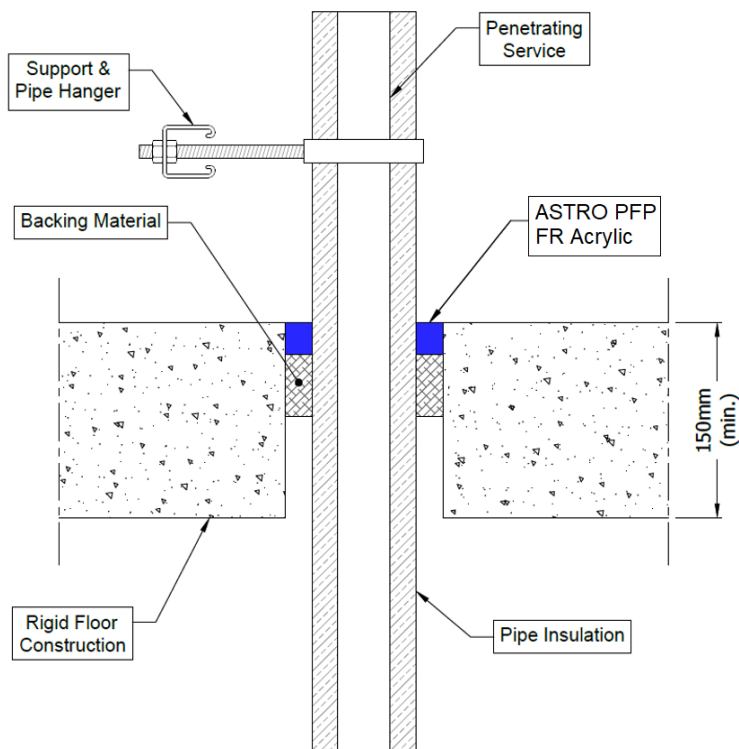 Penetrating
Service
Support &
Pipe Hanger
Backing Material
ASTRO PFP
FR Acrylic
150mm
(min.)
Rigid Floor
Construction
Pipe Insulation